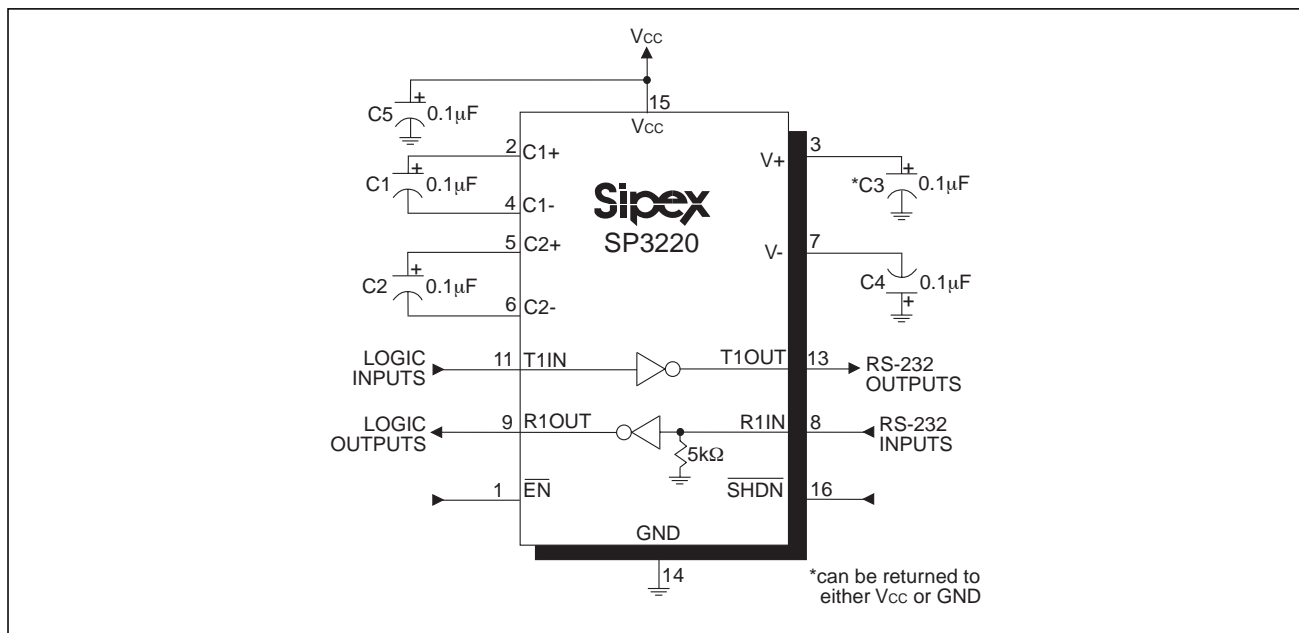 VCC
15
VCC
C5
+
0.1µF
2
C1+
C1
+
0.1µF
4
C1-
5
C2+
C2
+
0.1µF
6
C2-
V+
3
*C3
+
0.1µF
V-
7
C4
0.1µF
+
Sipex
SP3220
LOGIC
INPUTS
11
T1IN
T1OUT
13
RS-232
OUTPUTS
LOGIC
OUTPUTS
9
R1OUT
R1IN
8
RS-232
INPUTS
5kΩ
1
EN
SHDN
16
GND
14
*can be returned to
either VCC or GND